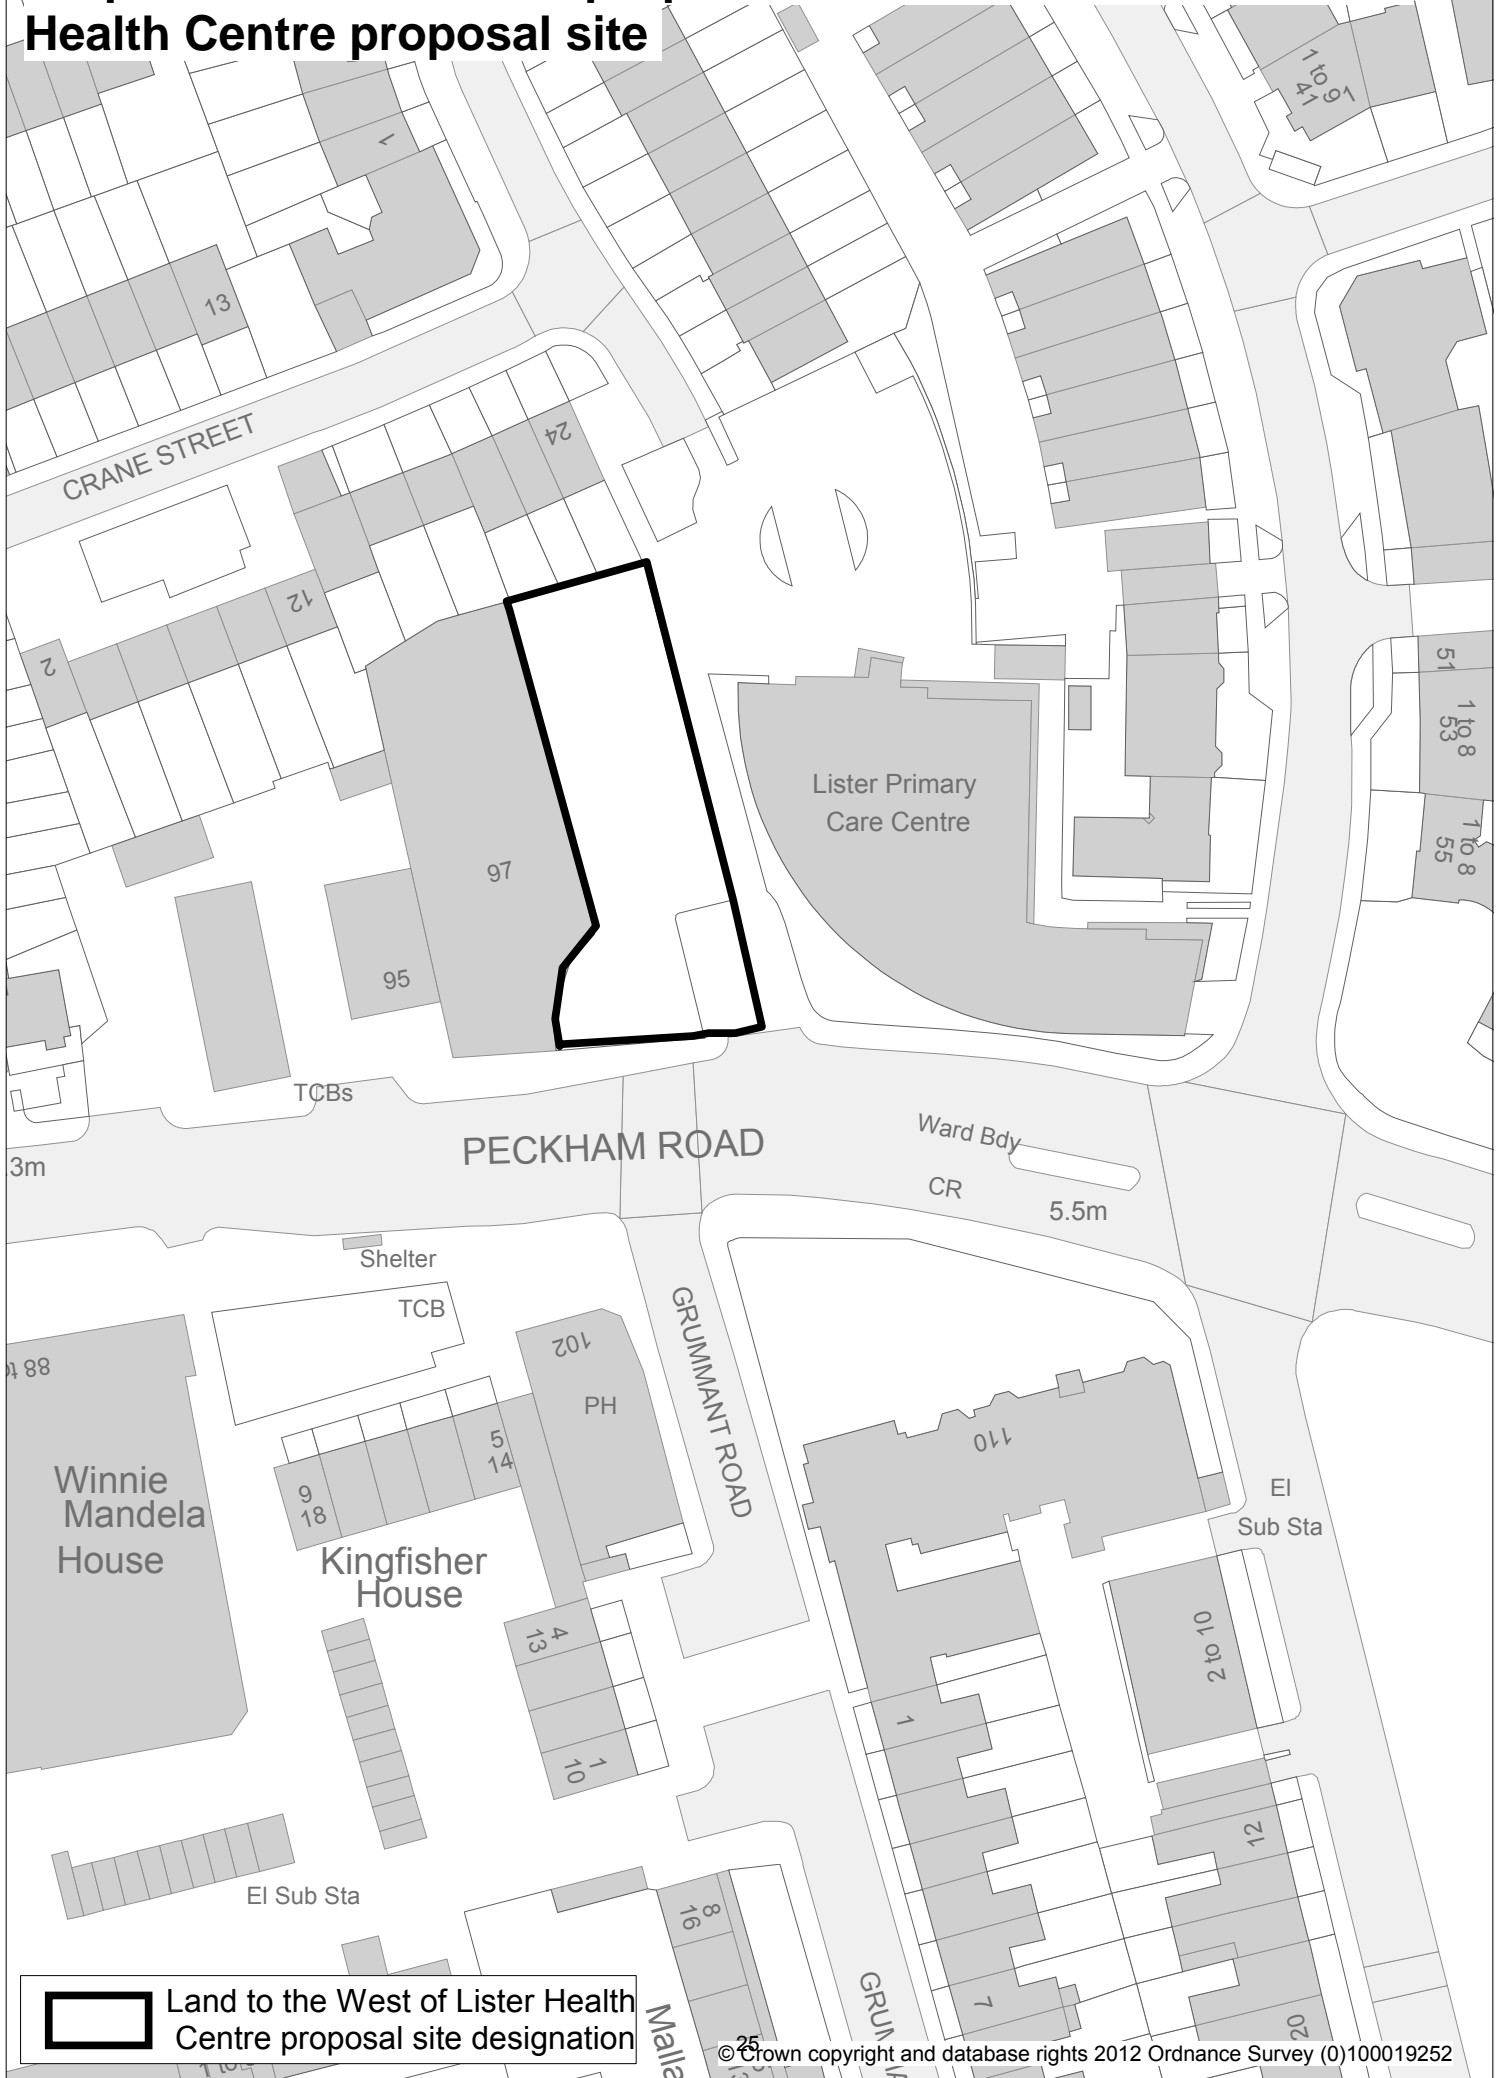 Health Centre proposal site
1 to 9
41
1
13
CRANE STREET
24
12
2
51
1 to 8
53
Lister Primary
Care Centre
1 to 8
55
97
95
TCBs
PECKHAM ROAD
Ward Bdy
3m
CR
5.5m
Shelter
TCB
GRUMMANT ROAD
102
88
PH
110
5
14
9
18
Winnie
Mandela
House
El
Sub Sta
Kingfisher
House
4
13
2 to 10
1
1
10
12
El Sub Sta
8
16
7
20
Land to the West of Lister Health
Centre proposal site designation
25
© Crown copyright and database rights 2012 Ordnance Survey (0)100019252